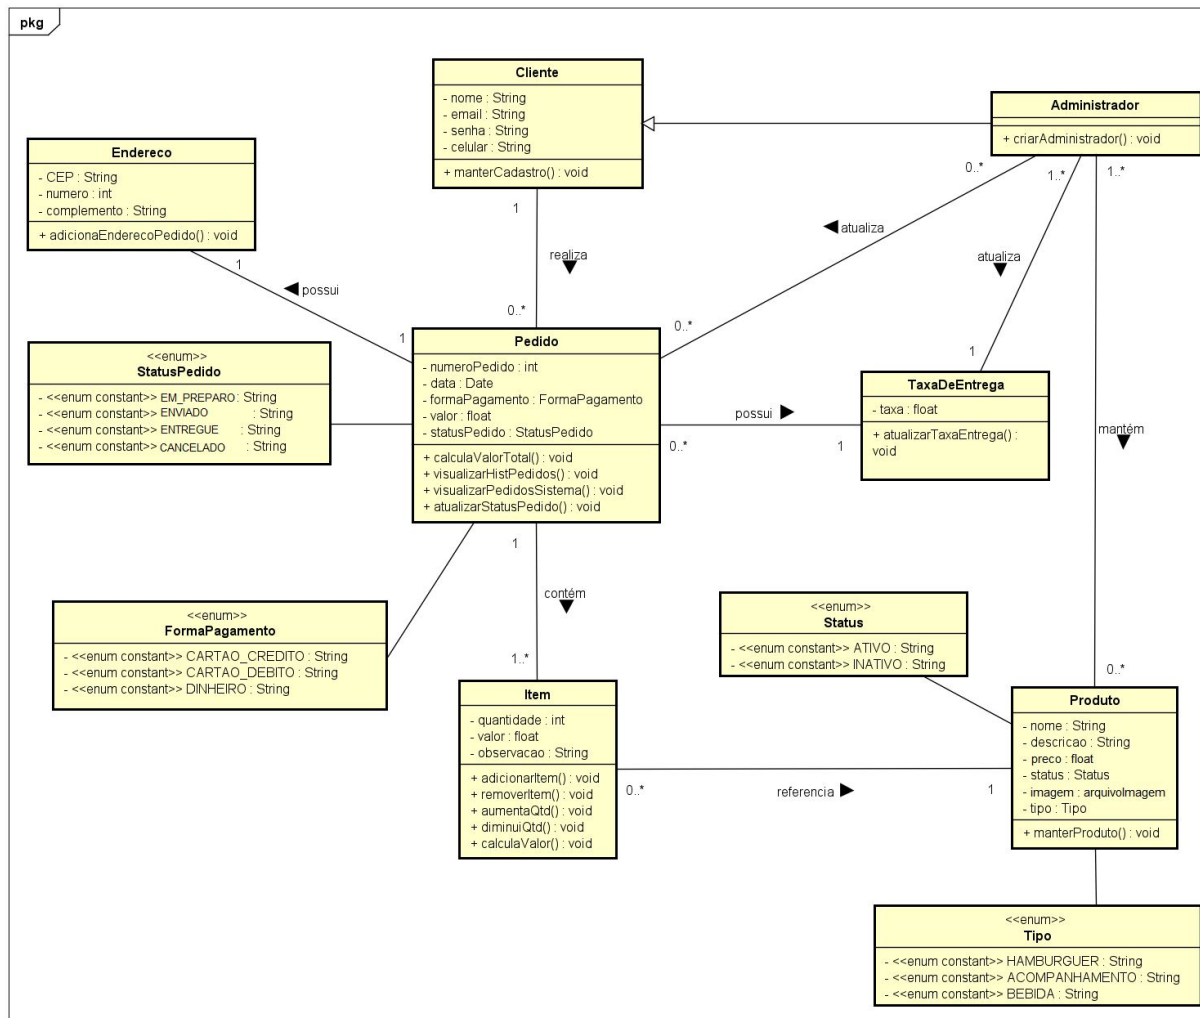 pkg
Cliente
- nome : String
- email : String
- senha : String
- celular : String
+ manterCadastro() : void
Administrador
+ criarAdministrador() : void
Endereco
- CEP : String
- numero : int
- complemento : String
+ adicionaEnderecoPedido() : void
1
realiza
0..*
0..*
atualiza
0..*
1..*
atualiza
1
1..*
mantém
0..*
1
possui
1
<<enum>>
StatusPedido
- <<enum constant>> EM_PREPARO : String
- <<enum constant>> ENVIADO : String
- <<enum constant>> ENTREGUE : String
- <<enum constant>> CANCELADO : String
Pedido
- numeroPedido : int
- data : Date
- formaPagamento : FormaPagamento
- valor : float
- statusPedido : StatusPedido
+ calculaValorTotal() : void
+ visualizarHistPedidos() : void
+ visualizarPedidosSistema() : void
+ atualizarStatusPedido() : void
possui
0..*
1
TaxaDeEntrega
- taxa : float
+ atualizarTaxaEntrega() :
void
1
contém
1..*
<<enum>>
FormaPagamento
- <<enum constant>> CARTAO_CREDITO : String
- <<enum constant>> CARTAO_DEBITO : String
- <<enum constant>> DINHEIRO : String
<<enum>>
Status
- <<enum constant>> ATIVO : String
- <<enum constant>> INATIVO : String
Item
- quantidade : int
- valor : float
- observacao : String
+ adicionarItem() : void
+ removerItem() : void
+ aumentaQtd() : void
+ diminuiQtd() : void
+ calculaValor() : void
0..*
referencia
1
Produto
- nome : String
- descricao : String
- preco : float
- status : Status
- imagem : arquivoImagem
- tipo : Tipo
+ manterProduto() : void
<<enum>>
Tipo
- <<enum constant>> HAMBURGUER : String
- <<enum constant>> ACOMPANHAMENTO : String
- <<enum constant>> BEBIDA : String